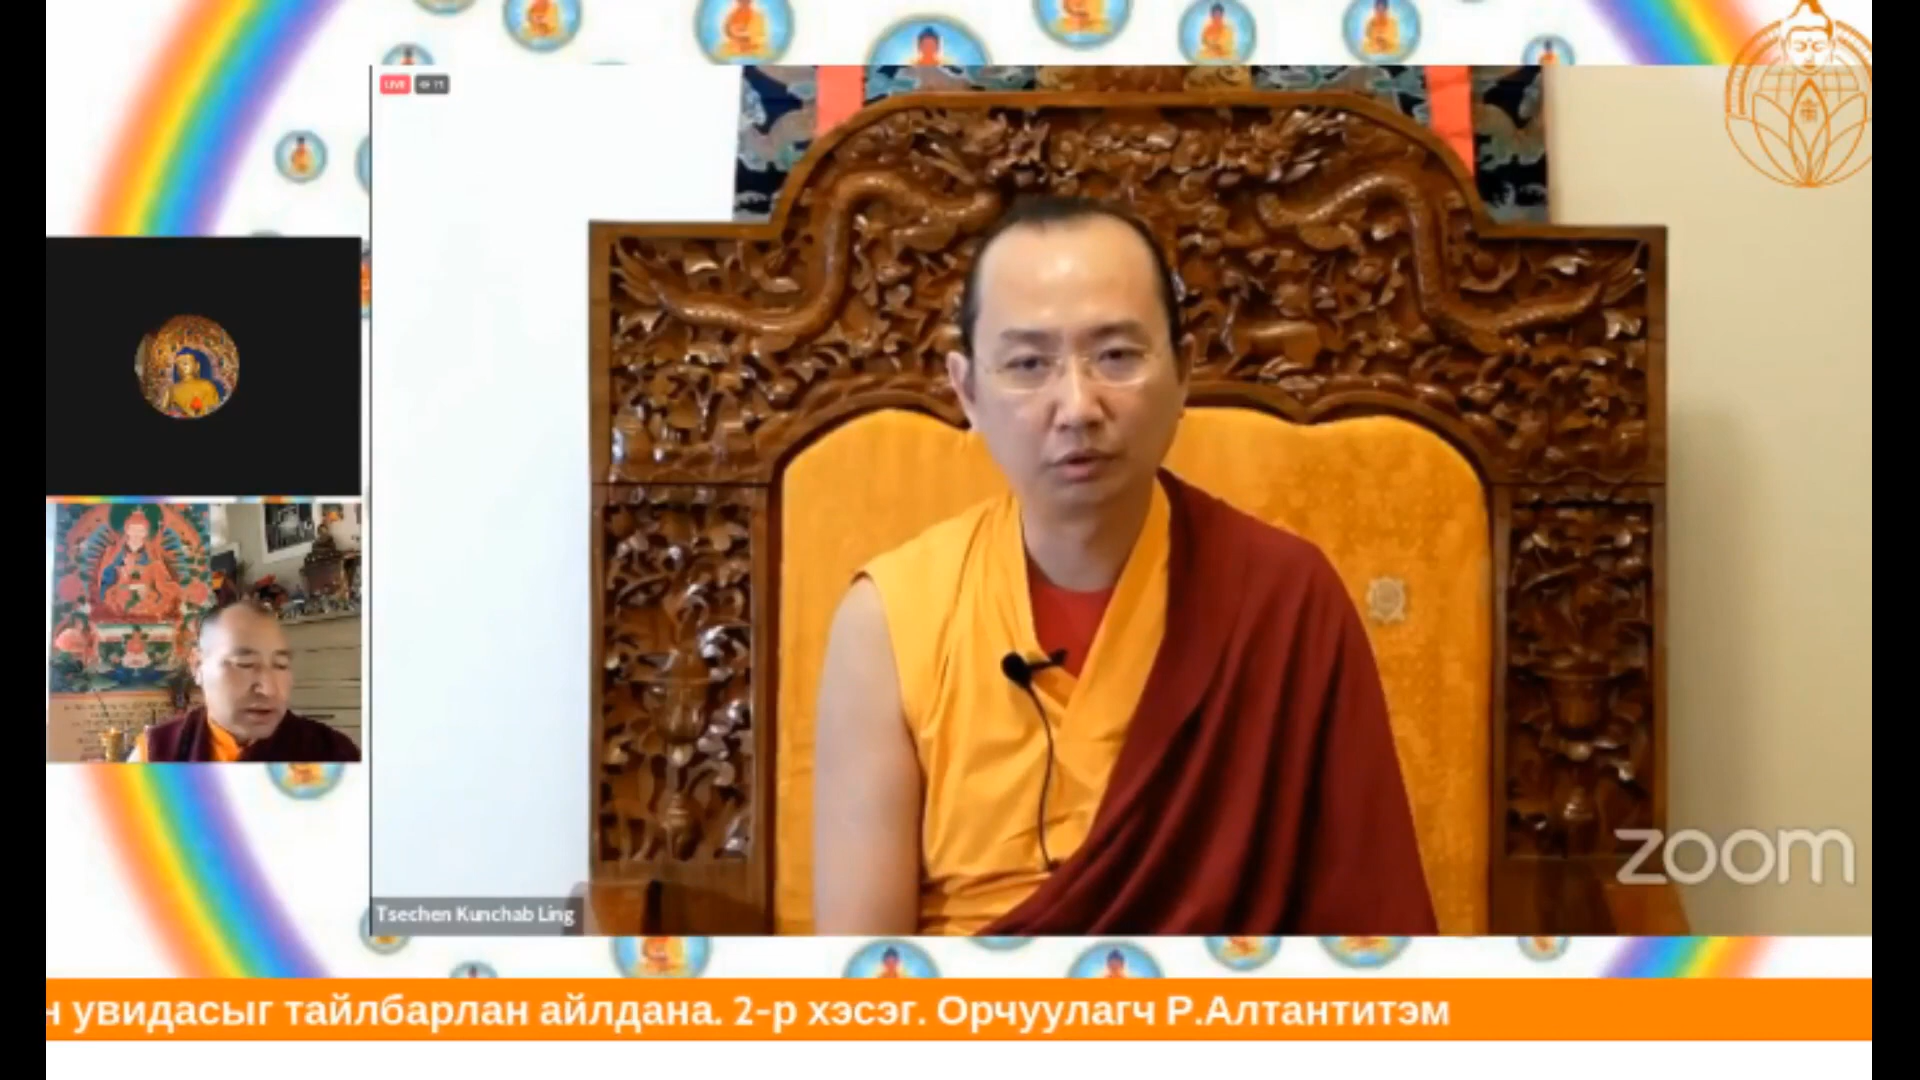 LIVE
Tsechen Kunchab Ling
zoom
н увидасыг тайлбарлан айлдана. 2-р хэсэг. Орчуулагч Р.Алтантитэм